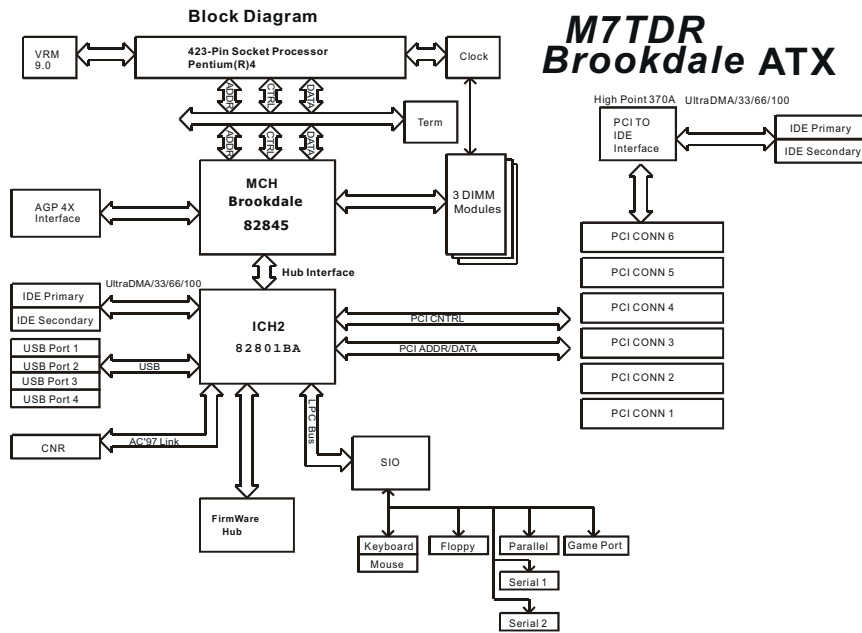 Block Diagram
M7TDR
Brookdale ATX
VRM
9.0
423-Pin Socket Processor
Pentium(R)4
Clock
ADDR
CTRL
DATA
Term
ADDR
CTRL
DATA
High Point 370A
UltraDMA/33/66/100
PCI TO
IDE
Interface
IDE Primary
IDE Secondary
AGP 4X
Interface
MCH
Brookdale
82845
3 DIMM
Modules
PCI CONN 6
PCI CONN 5
PCI CONN 4
PCI CONN 3
PCI CONN 2
PCI CONN 1
Hub Interface
UltraDMA/33/66/100
IDE Primary
IDE Secondary
ICH2
82801BA
PCI CNTRL
PCI ADDR/DATA
USB Port 1
USB Port 2
USB Port 3
USB Port 4
USB
CNR
AC'97 Link
LPC Bus
SIO
FirmWare
Hub
Keyboard
Mouse
Floppy
Parallel
Game Port
Serial 1
Serial 2